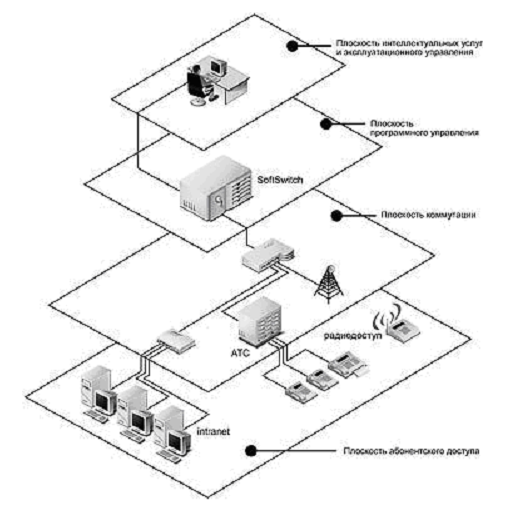 Плоскость интеллектуальных услуг
и эксплуатационного управления
Плоскость
программного управления
SoftSwitch
Плоскость коммутации
радиодоступ
АТС
intranet
Плоскость абонентского доступа